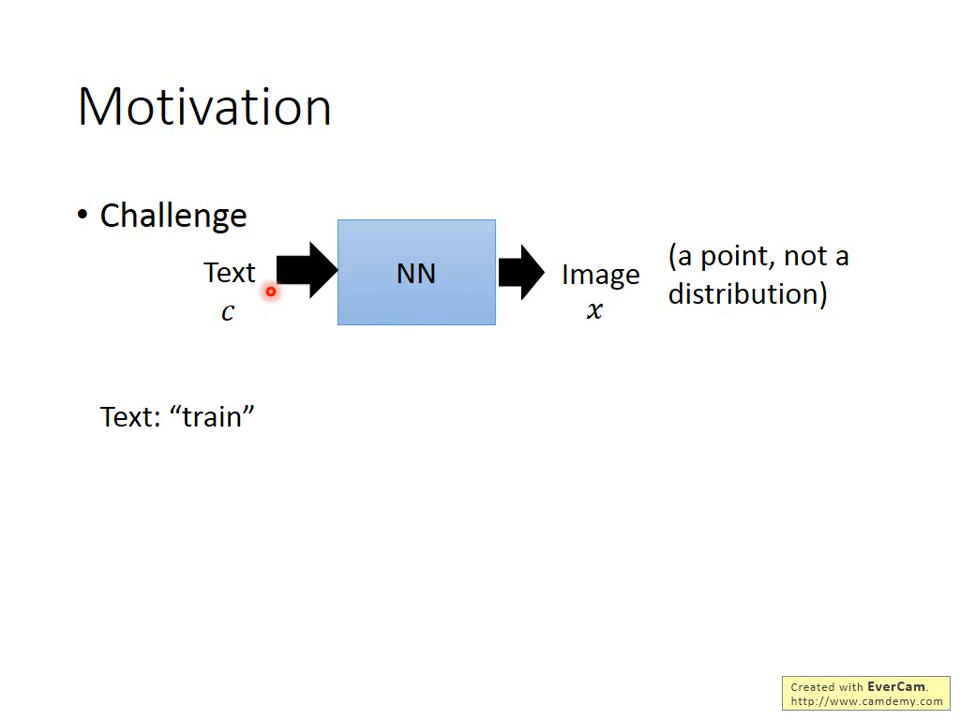 Motivation
• Challenge
Text
c
NN
Image
x
(a point, not a
distribution)
Text: “train”
Created with EverCam.
http://www.camdemy.com